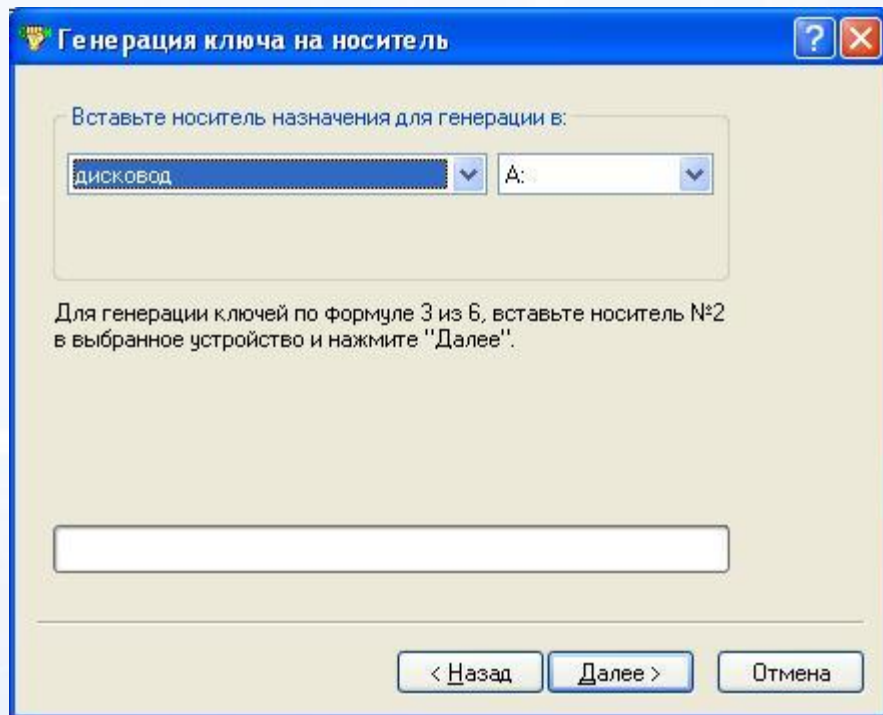 Генерация ключа на носитель
Вставьте носитель назначения для генерации в:
дисковод A:
Для генерации ключей по формуле 3 из 6, вставьте носитель №2
в выбранное устройство и нажмите "Далее".
< Назад Далее > Отмена